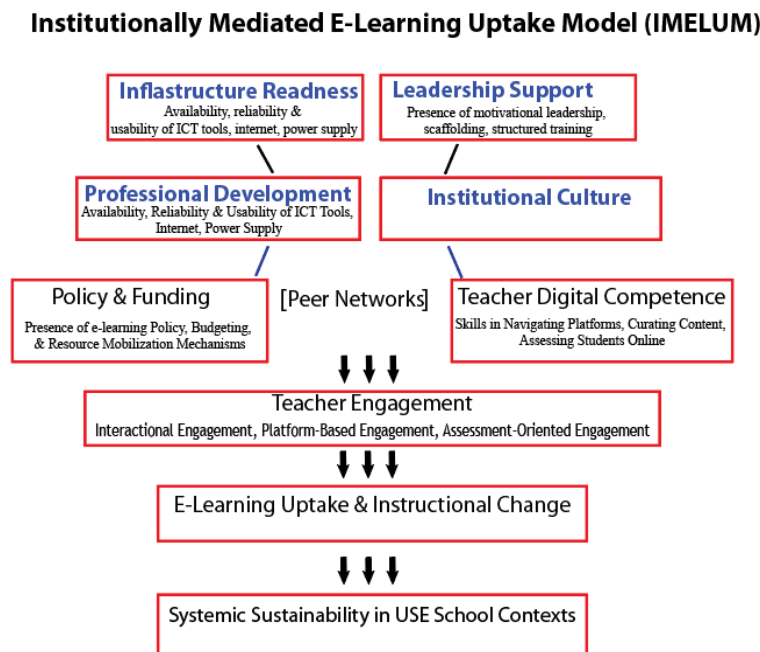 Institutionally Mediated E-Learning Uptake Model (IMELUM)
Inflastructure Readness
Availability, reliability &
usability of ICT tools, internet, power supply
Leadership Support
Presence of motivational leadership,
scaffolding, structured training
Professional Development
Availability, Reliability & Usability of ICT Tools,
Internet, Power Supply
Institutional Culture
Policy & Funding
Presence of e-learning Policy, Budgeting,
& Resource Mobilization Mechanisms
[Peer Networks]
Teacher Digital Competence
Skills in Navigating Platforms, Curating Content,
Assessing Students Online
Teacher Engagement
Interactional Engagement, Platform-Based Engagement, Assessment-Oriented Engagement
E-Learning Uptake & Instructional Change
Systemic Sustainability in USE School Contexts